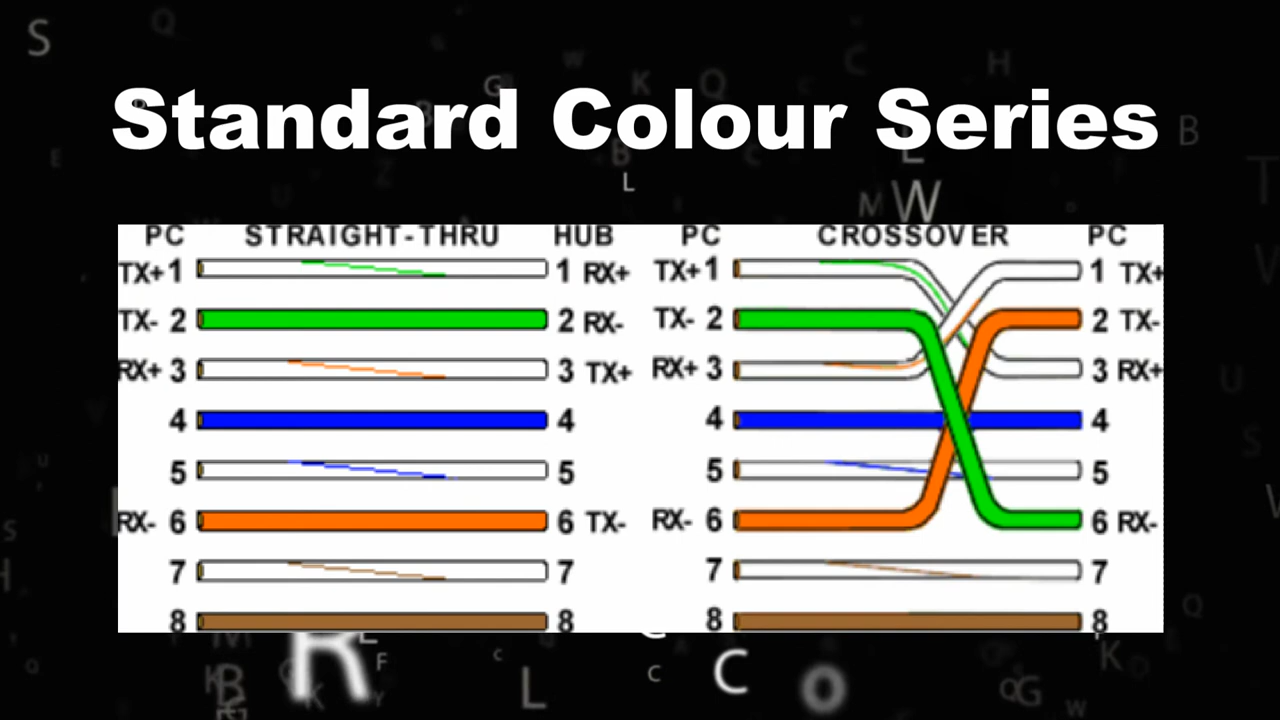 Standard Colour Series
PC STRAIGHT-THRU HUB
TX+ 1 1 RX+
TX- 2 2 RX-
RX+ 3 3 TX+
4 4
5 5
RX- 6 6 TX-
7 7
8 8
PC CROSSOVER PC
TX+ 1 1 TX+
TX- 2 2 TX-
RX+ 3 3 RX+
4 4
5 5
RX- 6 6 RX-
7 7
8 8